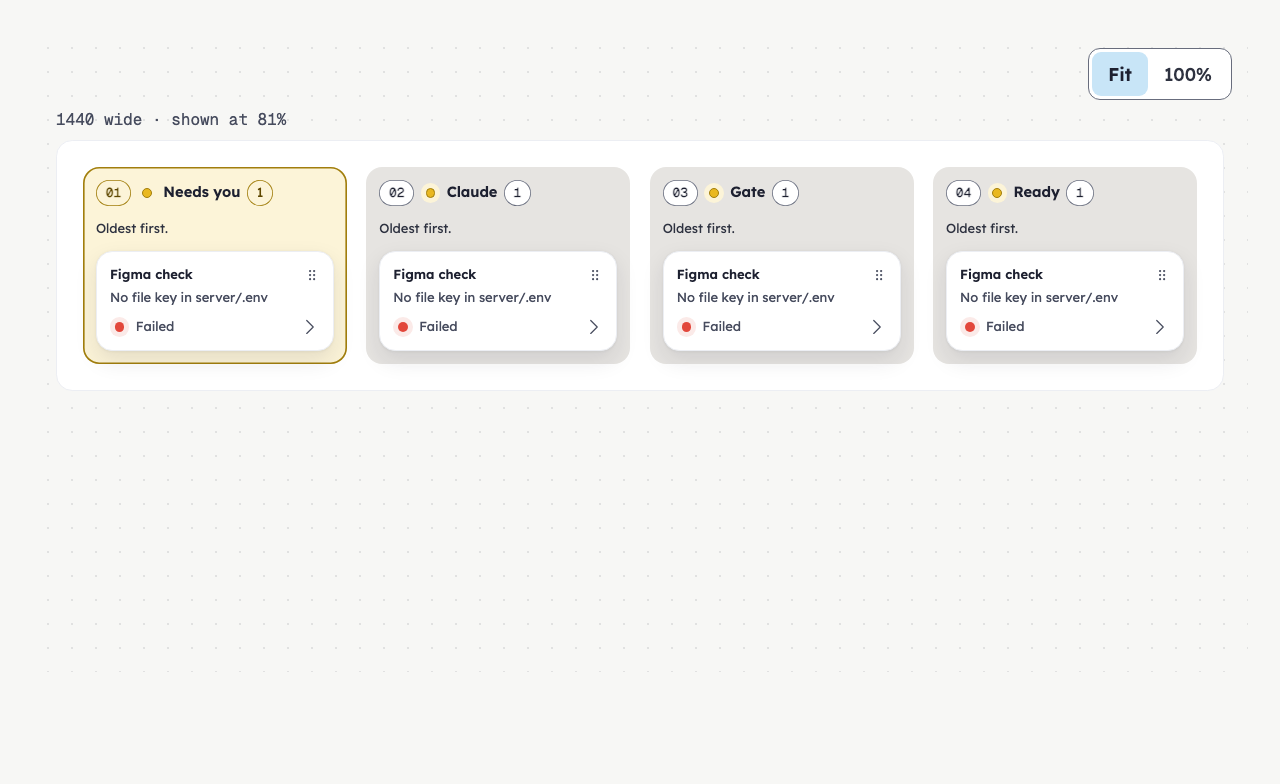 Fit 100%
1440 wide · shown at 81%
01 Needs you 1
Oldest first.
Figma check
No file key in server/.env
Failed
02 Claude 1
Oldest first.
Figma check
No file key in server/.env
Failed
03 Gate 1
Oldest first.
Figma check
No file key in server/.env
Failed
04 Ready 1
Oldest first.
Figma check
No file key in server/.env
Failed